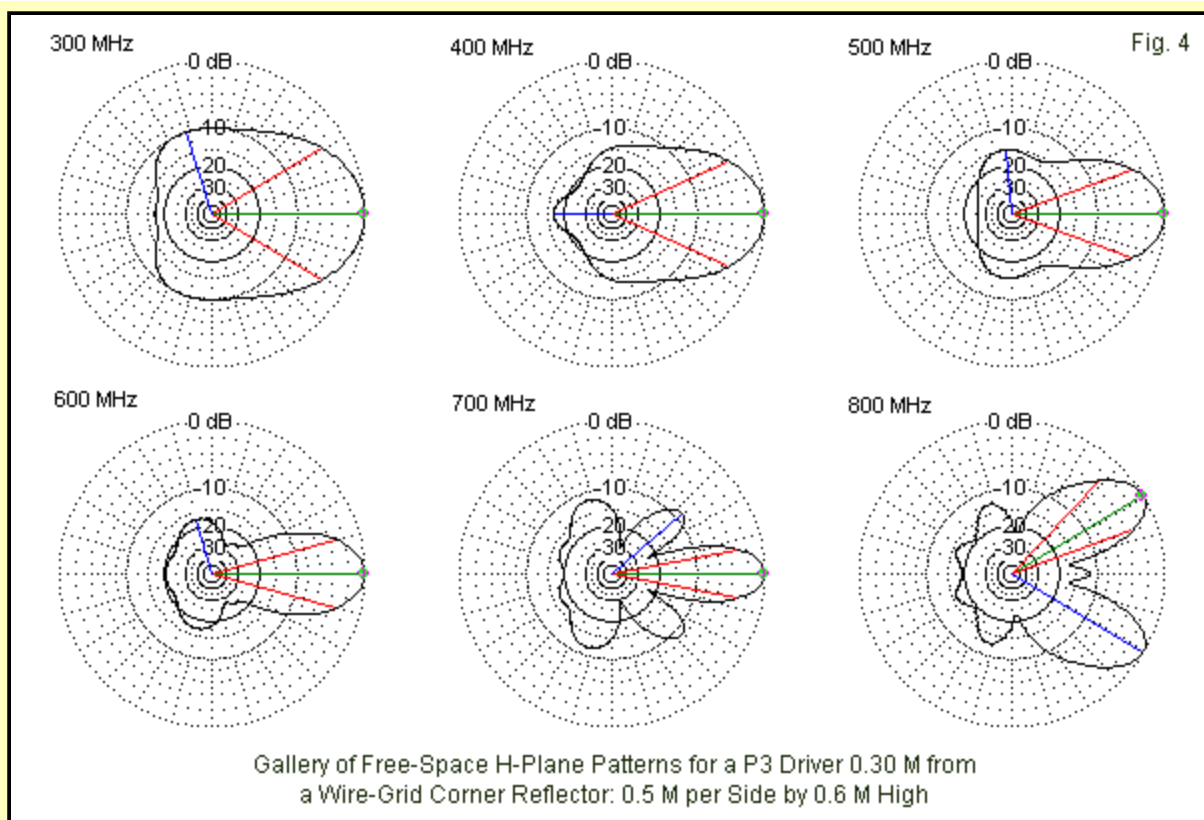 300 MHz
400 MHz
500 MHz
Fig. 4
0 dB
-10
20
30
0 dB
-10
20
30
0 dB
-10
20
30
600 MHz
700 MHz
800 MHz
0 dB
-10
20
30
0 dB
-10
20
30
0 dB
-10
20
30
Gallery of Free-Space H-Plane Patterns for a P3 Driver 0.30 M from
a Wire-Grid Corner Reflector: 0.5 M per Side by 0.6 M High